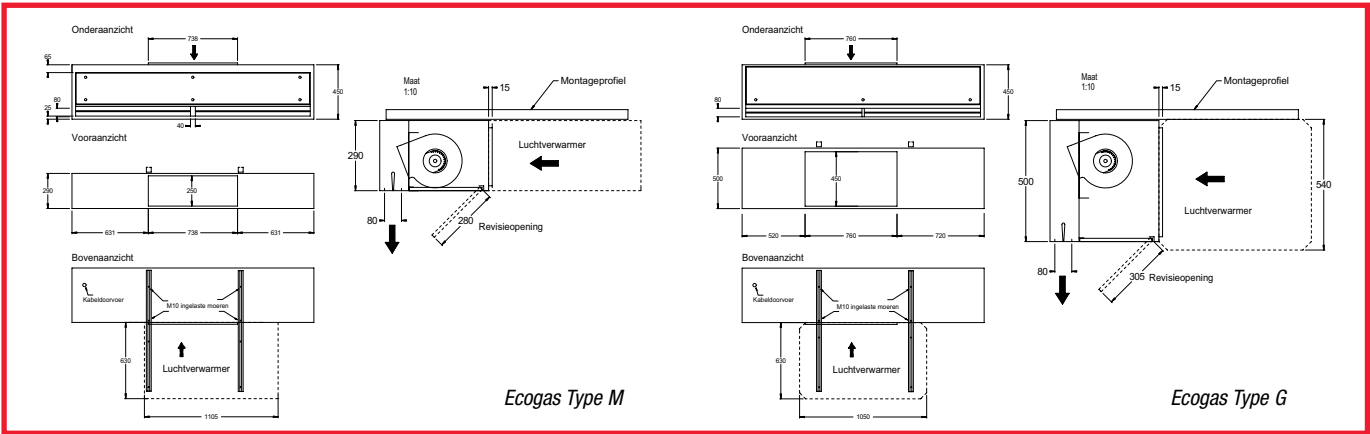 Onderaanzicht
738
65
80
25
40
450
Vooraanzicht
290
250
631
738
631
Bovenaanzicht
Kabeldoorvoer
M10 ingelaste moeren
630
Luchtverwarmer
1105
Maat
1:10
15
Montageprofiel
290
Luchtverwarmer
80
280
Revisieopening
Ecogas Type M
Onderaanzicht
760
80
450
Vooraanzicht
500
450
520
760
720
Bovenaanzicht
Kabeldoorvoer
M10 ingelaste moeren
630
Luchtverwarmer
1050
Maat
1:10
15
Montageprofiel
500
540
Luchtverwarmer
80
305
Revisieopening
Ecogas Type G